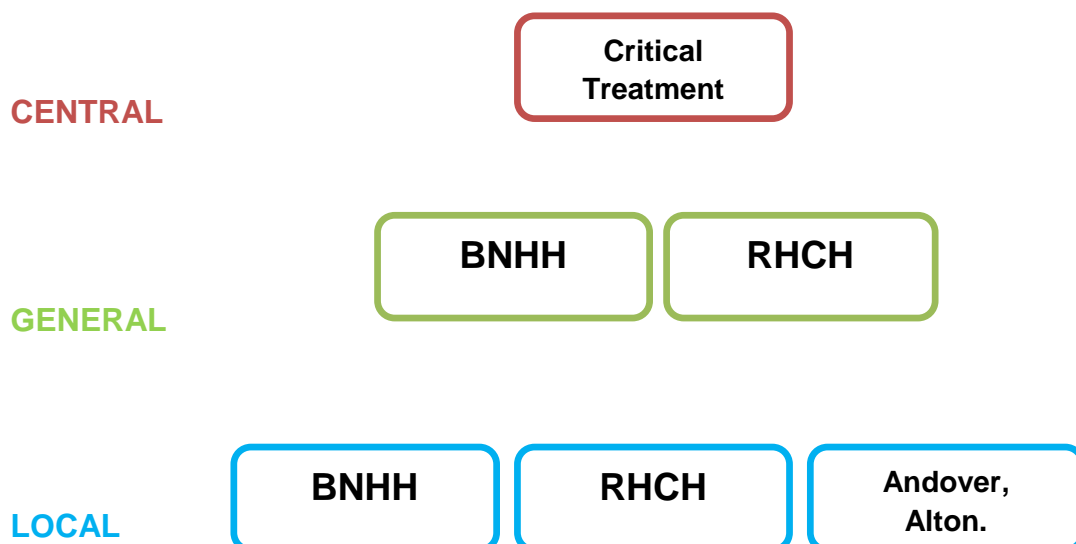 Critical
Treatment
CENTRAL
BNHH RHCH
GENERAL
BNHH RHCH Andover,
Alton.
LOCAL